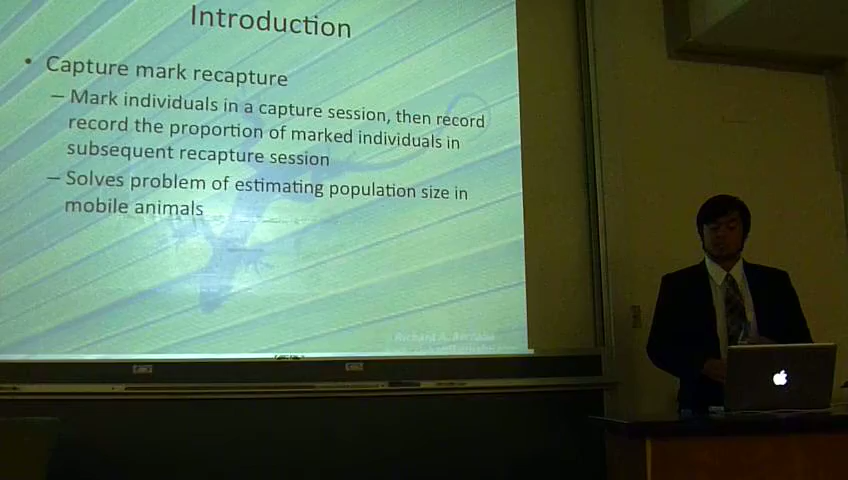 Introduction
• Capture mark recapture
– Mark individuals in a capture session, then record
record the proportion of marked individuals in
subsequent recapture session
– Solves problem of estimating population size in
mobile animals
Richard A.